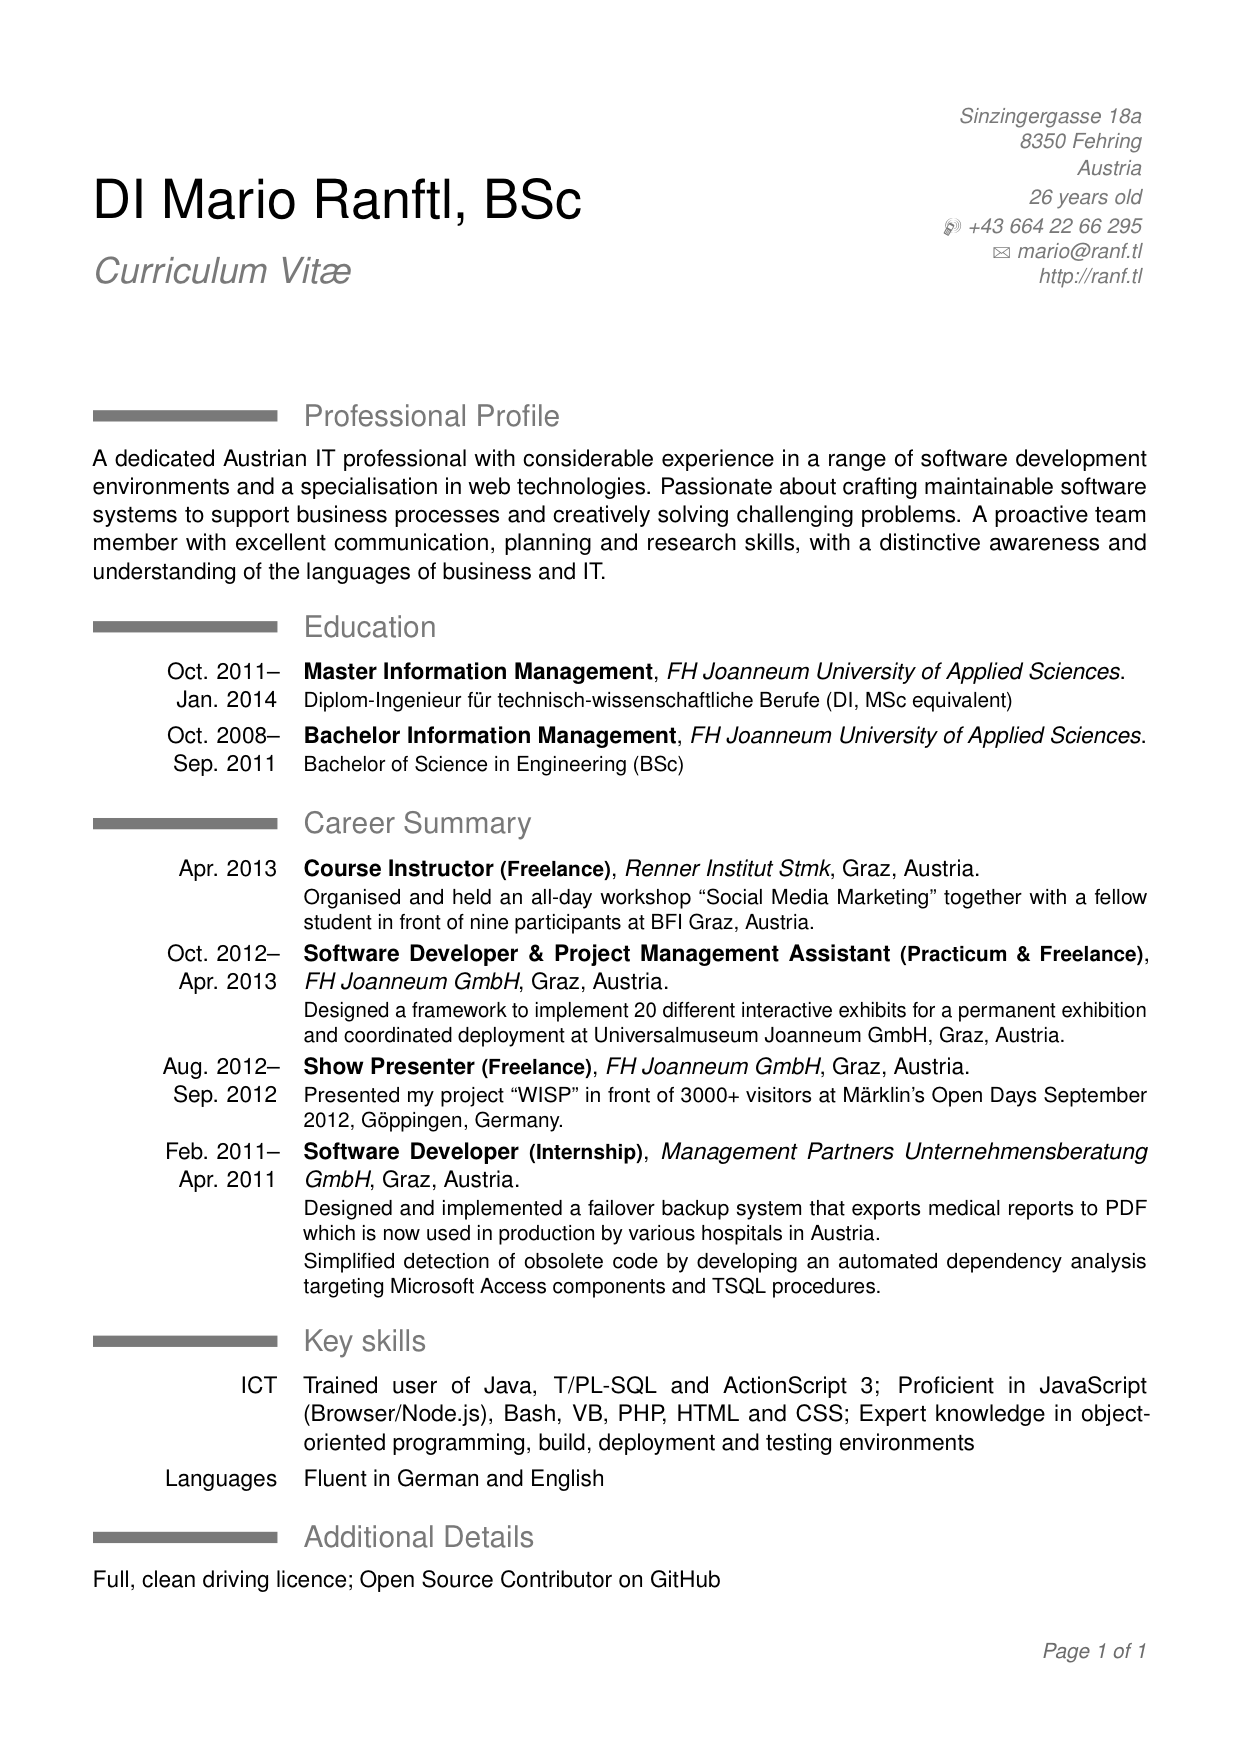 Sinzingergasse 18a
8350 Fehring
Austria
26 years old
+43 664 22 66 295
mario@ranf.tl
http://ranf.tl
DI Mario Ranftl, BSc
Curriculum Vitæ
Professional Profile
A dedicated Austrian IT professional with considerable experience in a range of software development
environments and a specialisation in web technologies. Passionate about crafting maintainable software
systems to support business processes and creatively solving challenging problems. A proactive team
member with excellent communication, planning and research skills, with a distinctive awareness and
understanding of the languages of business and IT.
Education
Oct. 2011– Master Information Management, FH Joanneum University of Applied Sciences.
Jan. 2014 Diplom-Ingenieur für technisch-wissenschaftliche Berufe (DI, MSc equivalent)
Oct. 2008– Bachelor Information Management, FH Joanneum University of Applied Sciences.
Sep. 2011 Bachelor of Science in Engineering (BSc)
Career Summary
Apr. 2013 Course Instructor (Freelance), Renner Institut Stmk, Graz, Austria.
Organised and held an all-day workshop “Social Media Marketing” together with a fellow
student in front of nine participants at BFI Graz, Austria.
Oct. 2012– Software Developer & Project Management Assistant (Practicum & Freelance),
Apr. 2013 FH Joanneum GmbH, Graz, Austria.
Designed a framework to implement 20 different interactive exhibits for a permanent exhibition
and coordinated deployment at Universalmuseum Joanneum GmbH, Graz, Austria.
Aug. 2012– Show Presenter (Freelance), FH Joanneum GmbH, Graz, Austria.
Sep. 2012 Presented my project “WISP” in front of 3000+ visitors at Märklin’s Open Days September
2012, Göppingen, Germany.
Feb. 2011– Software Developer (Internship), Management Partners Unternehmensberatung
Apr. 2011 GmbH, Graz, Austria.
Designed and implemented a failover backup system that exports medical reports to PDF
which is now used in production by various hospitals in Austria.
Simplified detection of obsolete code by developing an automated dependency analysis
targeting Microsoft Access components and TSQL procedures.
Key skills
ICT Trained user of Java, T/PL-SQL and ActionScript 3; Proficient in JavaScript
(Browser/Node.js), Bash, VB, PHP, HTML and CSS; Expert knowledge in object-
oriented programming, build, deployment and testing environments
Languages Fluent in German and English
Additional Details
Full, clean driving licence; Open Source Contributor on GitHub
Page 1 of 1